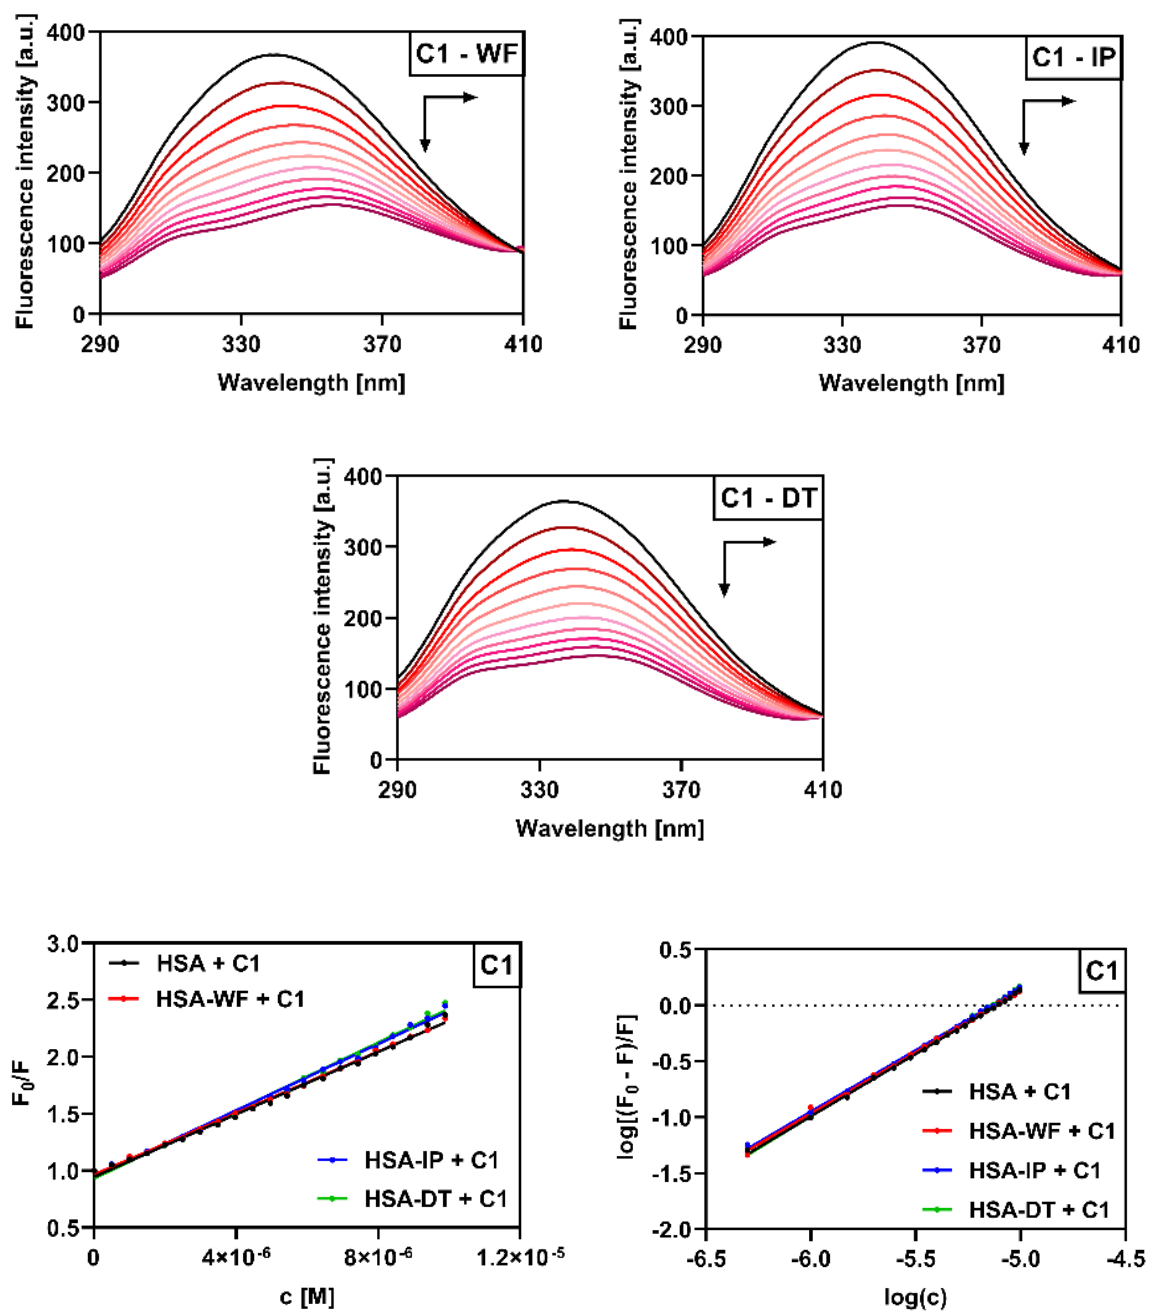 C1 - WF
Fluorescence intensity [a.u.]
400
300
200
100
0
290
330
370
410
Wavelength [nm]
C1 - IP
Fluorescence intensity [a.u.]
400
300
200
100
0
290
330
370
410
Wavelength [nm]
C1 - DT
Fluorescence intensity [a.u.]
400
300
200
100
0
290
330
370
410
Wavelength [nm]
C1
HSA + C1
HSA-WF + C1
HSA-IP + C1
HSA-DT + C1
F₀/F
3.0
2.5
2.0
1.5
1.0
0.5
0
4×10⁻⁶
8×10⁻⁶
1.2×10⁻⁵
c [M]
C1
log[(F₀ - F)/F]
0.5
0.0
-0.5
-1.0
-1.5
-2.0
HSA + C1
HSA-WF + C1
HSA-IP + C1
HSA-DT + C1
-6.5
-6.0
-5.5
-5.0
-4.5
log(c)